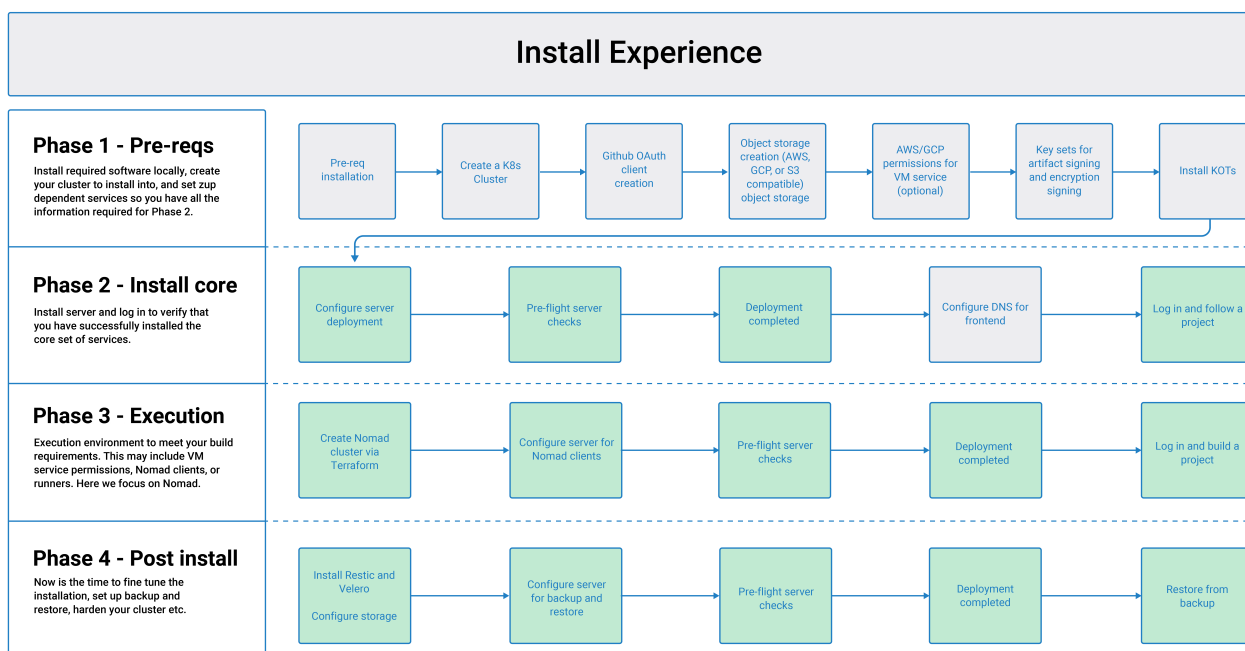 Install Experience
Phase 1 - Pre-reqs
Install required software locally, create
your cluster to install into, and set zup
dependent services so you have all the
information required for Phase 2.
Pre-req
installation
Create a K8s
Cluster
Github OAuth
client
creation
Object storage
creation (AWS,
GCP, or S3
compatible)
object storage
AWS/GCP
permissions for
VM service
(optional)
Key sets for
artifact signing
and encryption
signing
Install KOTs
Phase 2 - Install core
Install server and log in to verify that
you have successfully installed the
core set of services.
Configure server
deployment
Pre-flight server
checks
Deployment
completed
Configure DNS for
frontend
Log in and follow a
project
Phase 3 - Execution
Execution environment to meet your build
requirements. This may include VM
service permissions, Nomad clients, or
runners. Here we focus on Nomad.
Create Nomad
cluster via
Terraform
Configure server for
Nomad clients
Pre-flight server
checks
Deployment
completed
Log in and build a
project
Phase 4 - Post install
Now is the time to fine tune the
installation, set up backup and
restore, harden your cluster etc.
Install Restic and
Velero
Configure storage
Configure server
for backup and
restore
Pre-flight server
checks
Deployment
completed
Restore from
backup